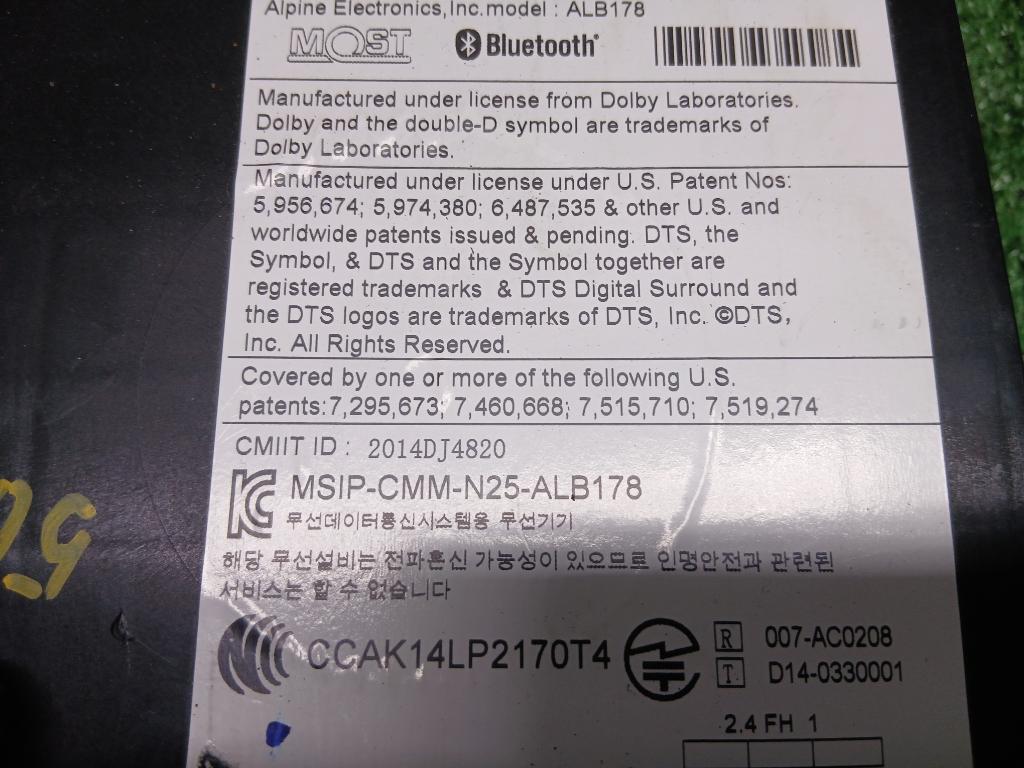 Alpine Electronics,Inc.model : ALB178
MOST Bluetooth
Manufactured under license from Dolby Laboratories.
Dolby and the double-D symbol are trademarks of
Dolby Laboratories.
Manufactured under license under U.S. Patent Nos:
5,956,674; 5,974,380; 6,487,535 & other U.S. and
worldwide patents issued & pending. DTS, the
Symbol, & DTS and the Symbol together are
registered trademarks & DTS Digital Surround and
the DTS logos are trademarks of DTS, Inc. ©DTS,
Inc. All Rights Reserved.
Covered by one or more of the following U.S.
patents:7,295,673; 7,460,668; 7,515,710; 7,519,274
CMIIT ID : 2014DJ4820
MSIP-CMM-N25-ALB178
무선데이터통신시스템용 무선기기
해당 무선설비는 전파혼신 가능성이 있으므로 인명안전과 관련된
서비스는 할 수 없습니다
CCAK14LP2170T4
R 007-AC0208
T D14-0330001
2.4 FH 1